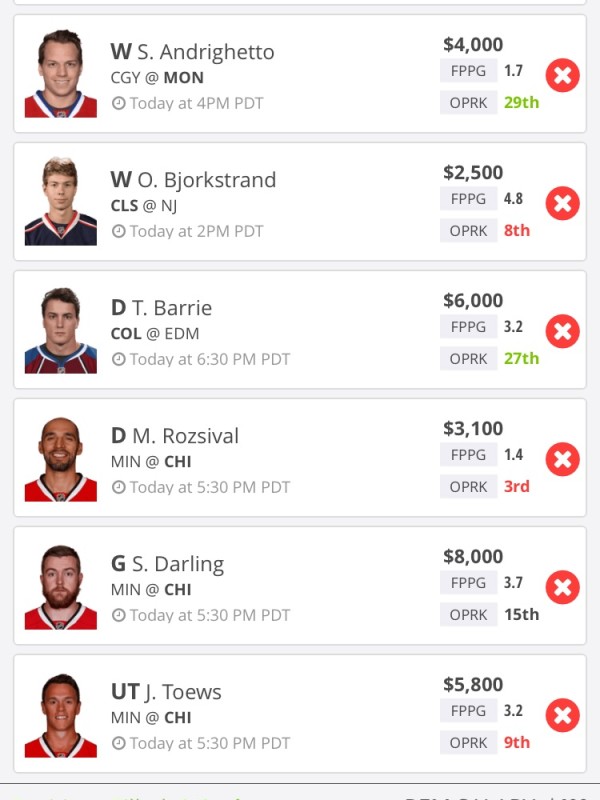 W S. Andrighetto
$4,000
CGY @ MON
FPPG 1.7
Today at 4PM PDT
OPRK 29th
W O. Bjorkstrand
$2,500
CLS @ NJ
FPPG 4.8
Today at 2PM PDT
OPRK 8th
D T. Barrie
$6,000
COL @ EDM
FPPG 3.2
Today at 6:30 PM PDT
OPRK 27th
D M. Rozsival
$3,100
MIN @ CHI
FPPG 1.4
Today at 5:30 PM PDT
OPRK 3rd
G S. Darling
$8,000
MIN @ CHI
FPPG 3.7
Today at 5:30 PM PDT
OPRK 15th
UT J. Toews
$5,800
MIN @ CHI
FPPG 3.2
Today at 5:30 PM PDT
OPRK 9th